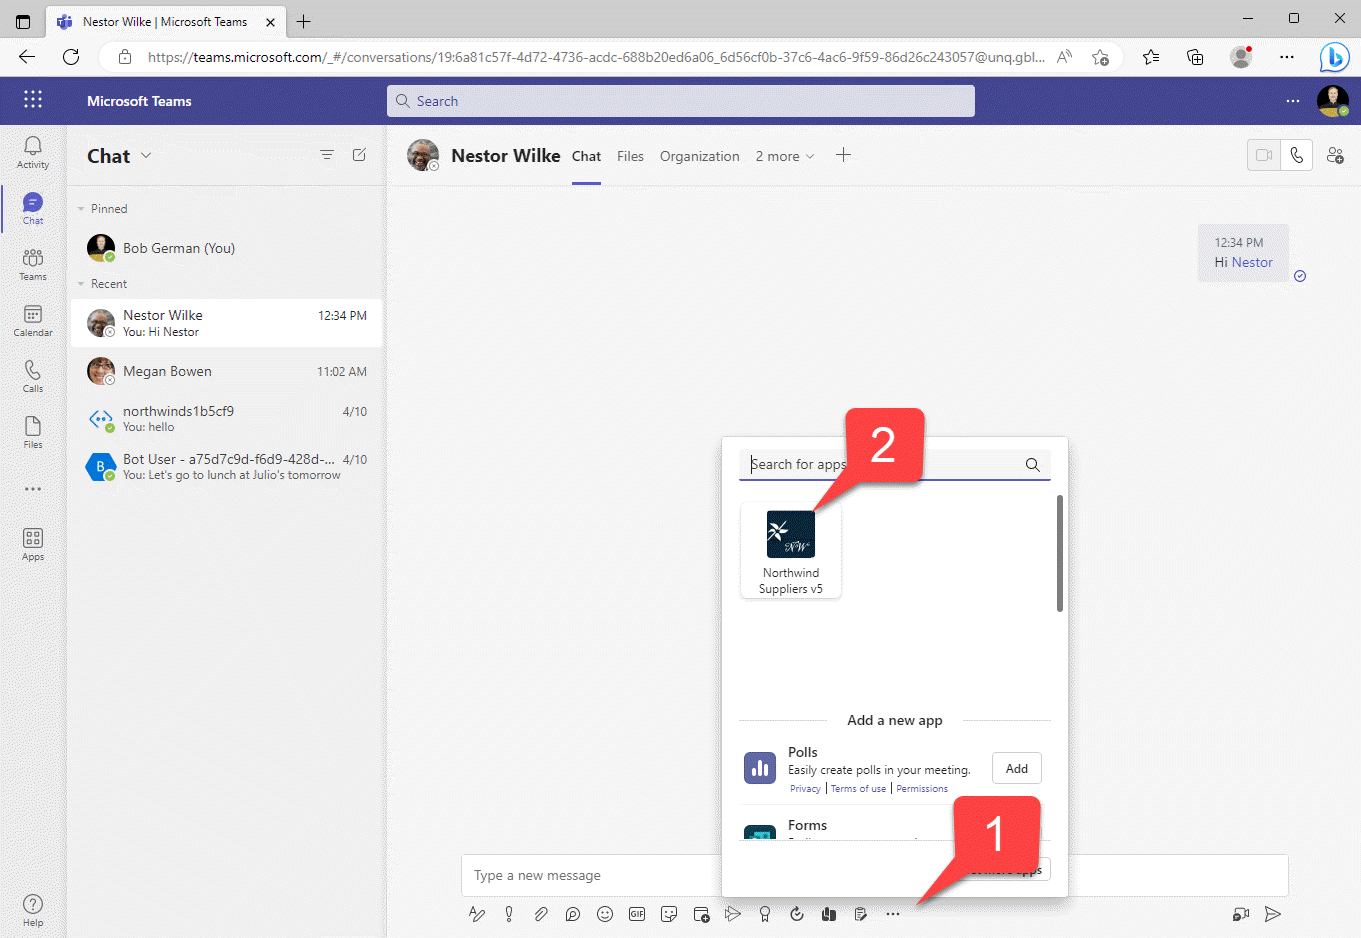 Nestor Wilke | Microsoft Teams
https://teams.microsoft.com/_#/conversations/19:6a81c57f-4d72-4736-acdc-688b20ed6a06_6d56cf0b-37c6-4ac6-9f59-86d26c243057@unq.gbl...
Microsoft Teams
Search
Activity
Chat
Teams
Calendar
Calls
Files
Apps
Help
Chat
Pinned
Bob German (You)
Recent
Nestor Wilke 12:34 PM
You: Hi Nestor
Megan Bowen 11:02 AM
northwinds1b5cf9 4/10
You: hello
B
Bot User - a75d7c9d-f6d9-428d-... 4/10
You: Let's go to lunch at Julio's tomorrow
Nestor Wilke Chat Files Organization 2 more
12:34 PM
Hi Nestor
2
Search for apps
NW
Northwind
Suppliers v5
Add a new app
Polls
Easily create polls in your meeting.
Privacy | Terms of use | Permissions
Add
Forms
1
apps
Type a new message
GIF